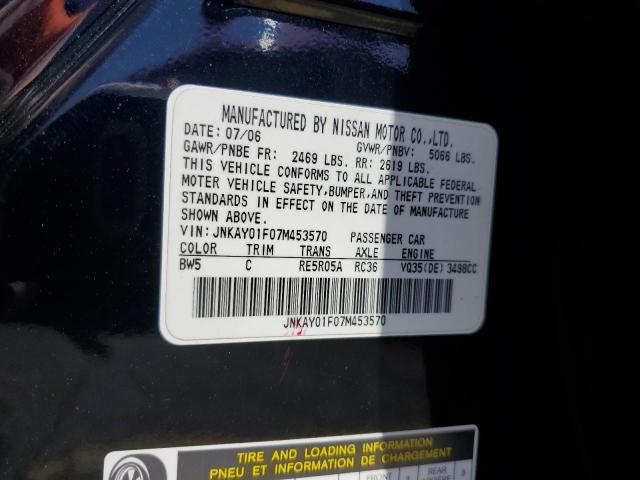 MANUFACTURED BY NISSAN MOTOR CO.,LTD.
DATE: 07/06 GVWR/PNBV: 5066 LBS.
GAWR/PNBE FR: 2469 LBS. RR: 2619 LBS.
THIS VEHICLE CONFORMS TO ALL APPLICABLE FEDERAL
MOTER VEHICLE SAFETY,BUMPER,AND THEFT PREVENTION
STANDARDS IN EFFECT ON THE DATE OF MANUFACTURE
SHOWN ABOVE.
VIN:JNKAY01F07M453570 PASSENGER CAR
COLOR TRIM TRANS AXLE ENGINE
BW5 C RE5R05A RC36 VQ35(DE) 3498CC
JNKAY01F07M453570
TIRE AND LOADING INFORMATION
PNEU ET INFORMATIONS DE CHARGEMENT
FRONT REAR